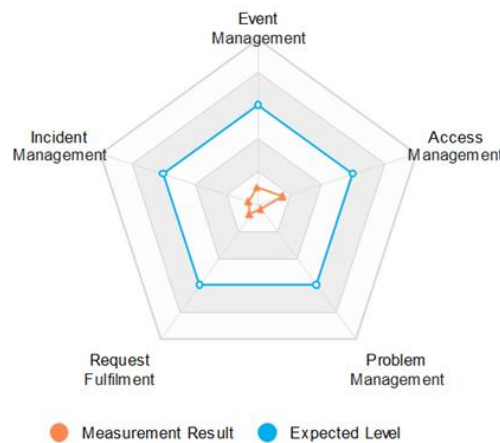 Event
Management
Incident
Management
Access
Management
Request
Fulfilment
Problem
Management
Measurement Result
Expected Level